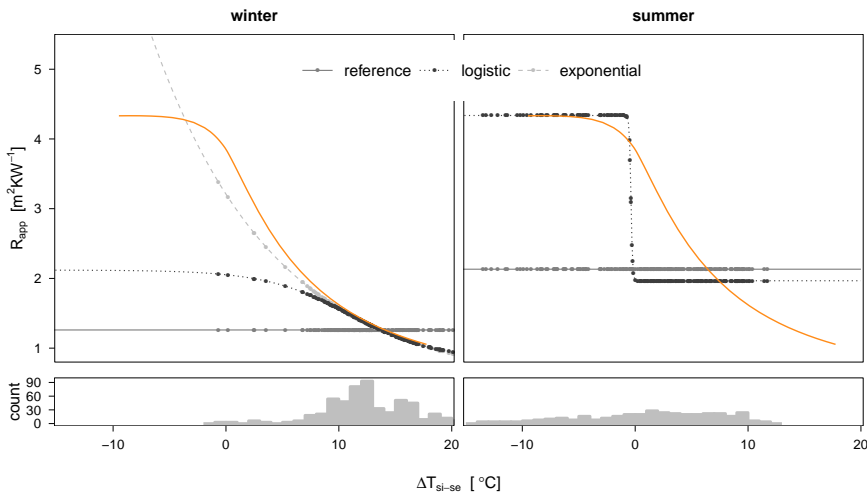 winter summer
reference logistic exponential
R_app [m²KW⁻¹]
5
4
3
2
1
count
90
60
30
0
−10 0 10 20 −10 0 10 20
ΔT_si−se [ °C]